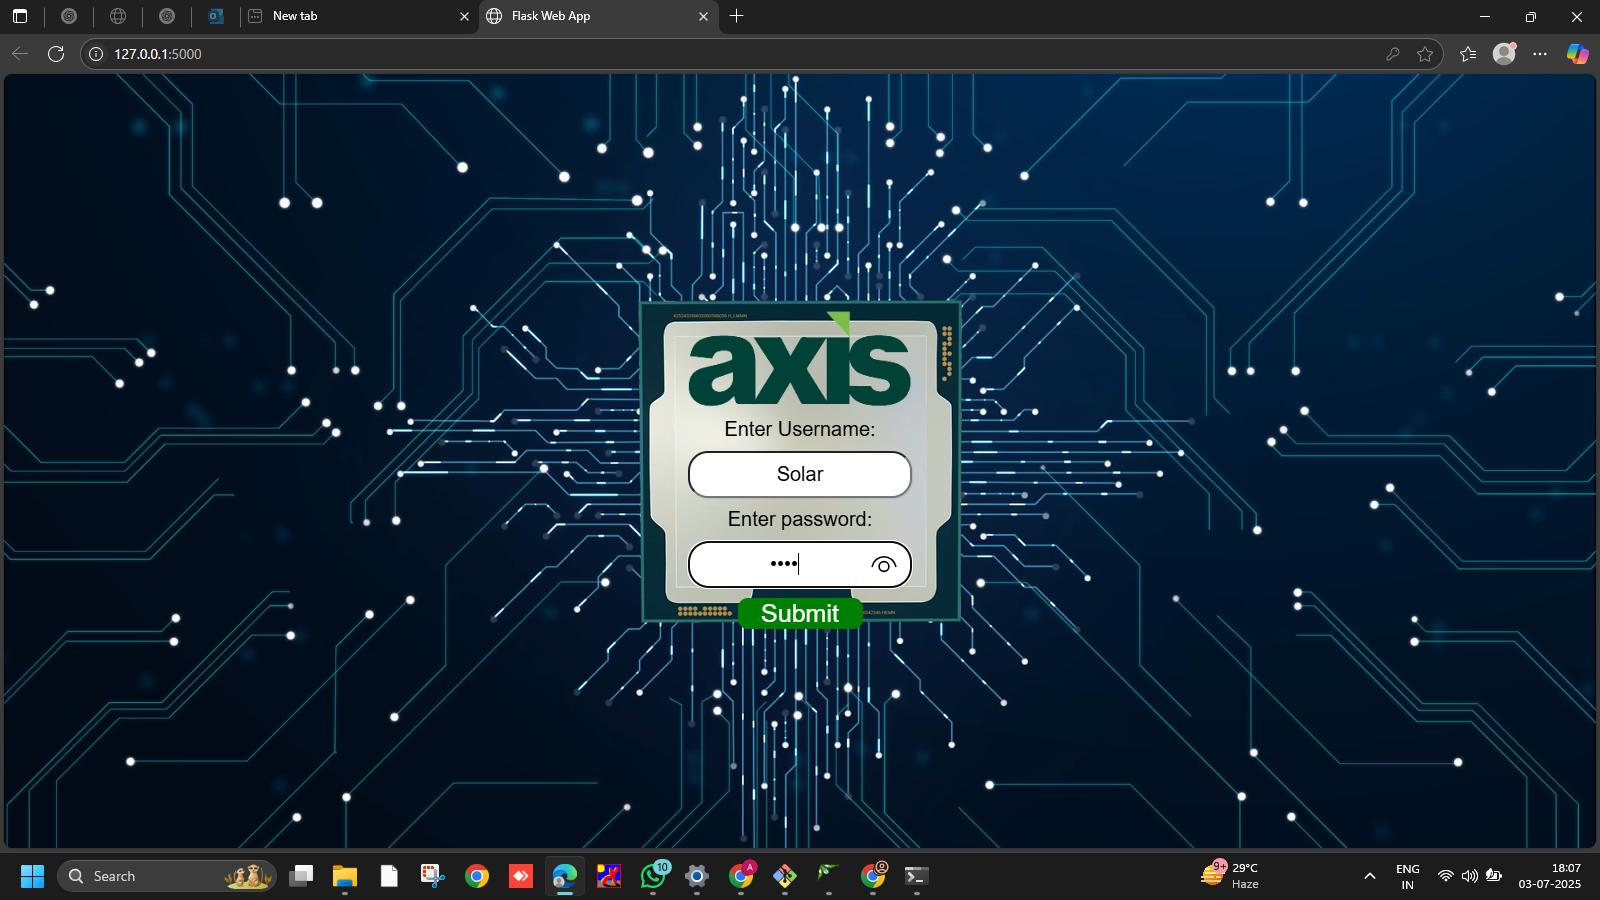 New tab
Flask Web App
127.0.0.1:5000
axis
Enter Username:
Solar
Enter password:
••••
Submit
Search
10
A
9+
29°C
Haze
ENG
IN
18:07
03-07-2025